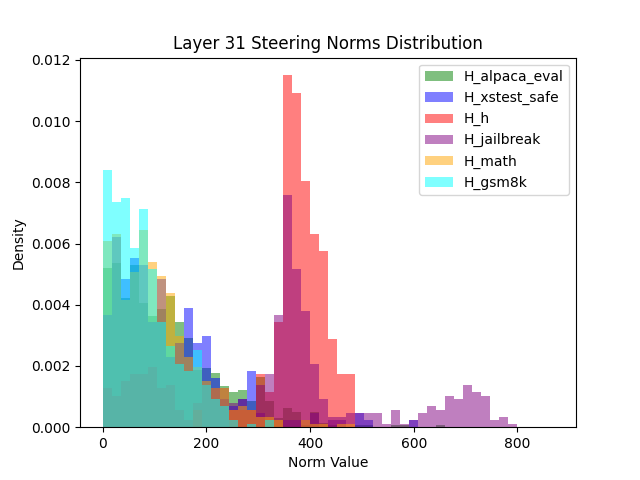 Layer 31 Steering Norms Distribution
0.012
0.010
0.008
0.006
0.004
0.002
0.000
Density
0
200
400
600
800
Norm Value
H_alpaca_eval
H_xstest_safe
H_h
H_jailbreak
H_math
H_gsm8k